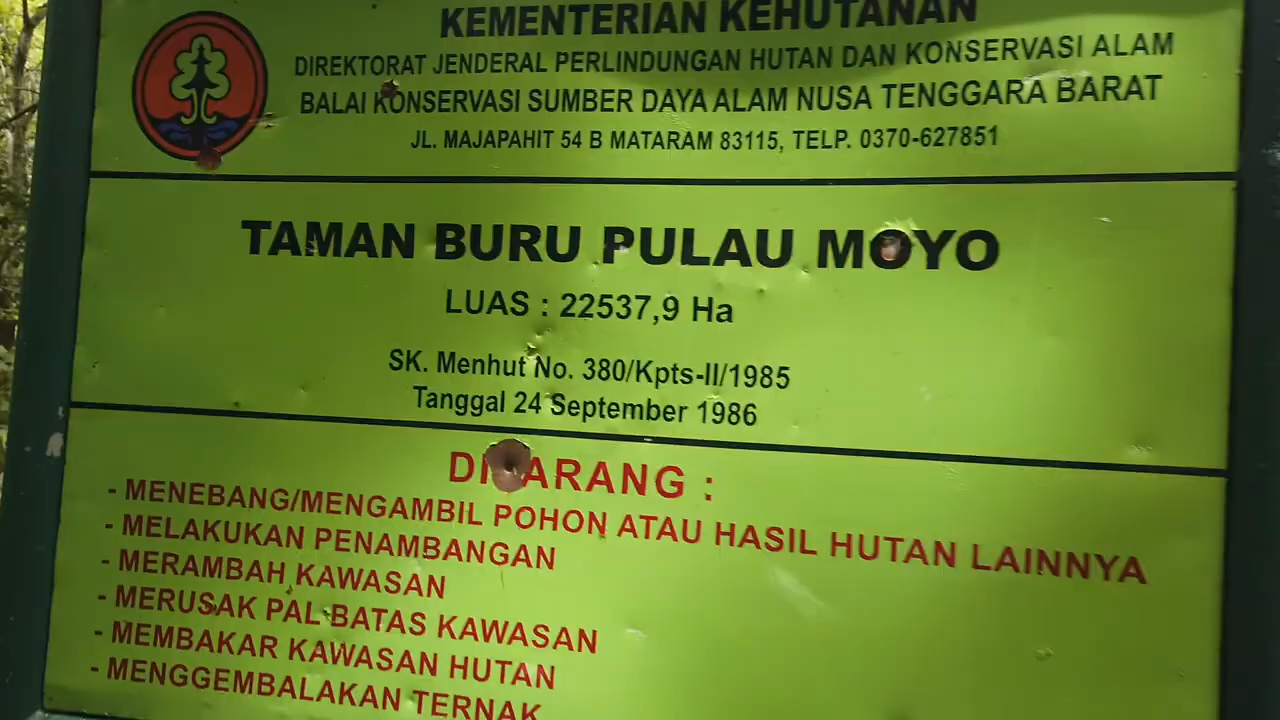 KEMENTERIAN KEHUTANAN
DIREKTORAT JENDERAL PERLINDUNGAN HUTAN DAN KONSERVASI ALAM
BALAI KONSERVASI SUMBER DAYA ALAM NUSA TENGGARA BARAT
JL. MAJAPAHIT 54 B MATARAM 83115, TELP. 0370-627851
TAMAN BURU PULAU MOYO
LUAS : 22537,9 Ha
SK. Menhut No. 380/Kpts-II/1985
Tanggal 24 September 1986
DILARANG :
- MENEBANG/MENGAMBIL POHON ATAU HASIL HUTAN LAINNYA
- MELAKUKAN PENAMBANGAN
- MERAMBAH KAWASAN
- MERUSAK PAL BATAS KAWASAN
- MEMBAKAR KAWASAN HUTAN
- MENGGEMBALAKAN TERNAK